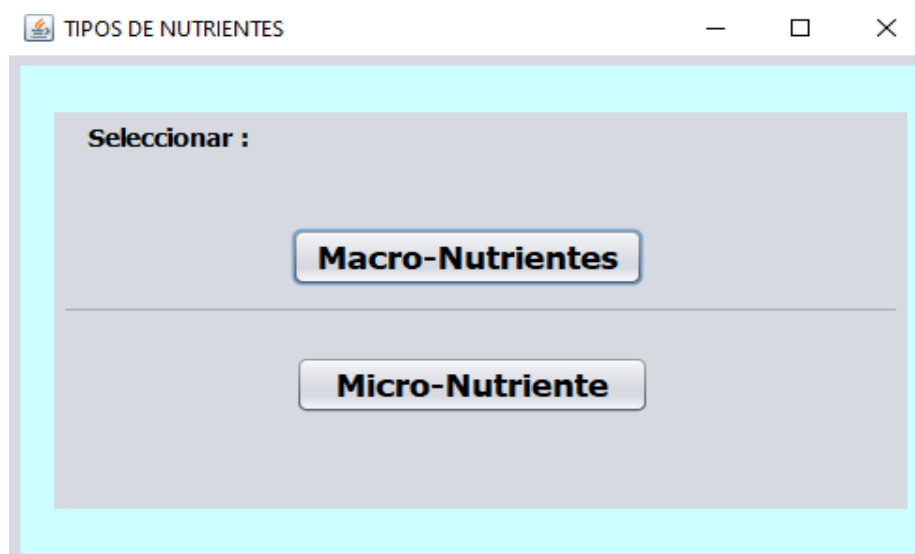 TIPOS DE NUTRIENTES
Seleccionar :
Macro-Nutrientes
Micro-Nutriente